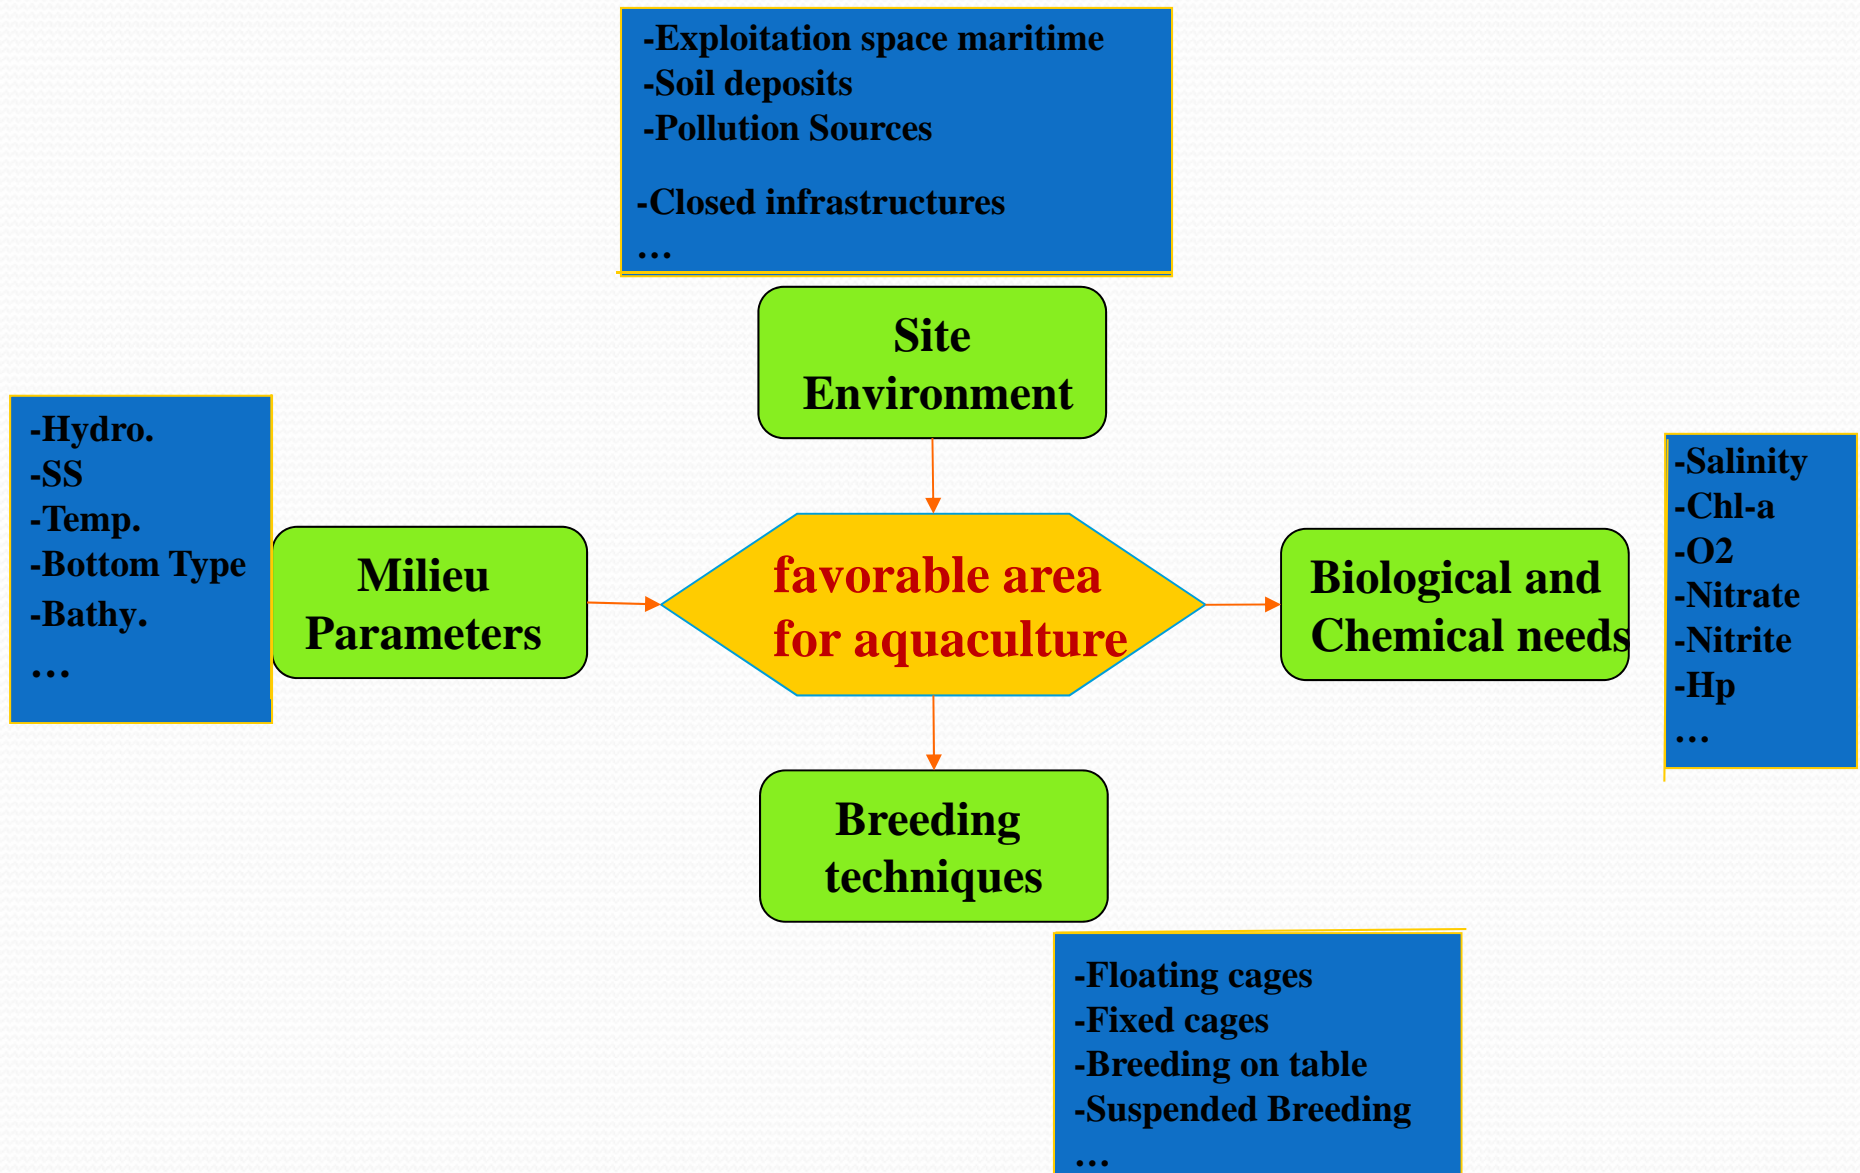 -Exploitation space maritime
-Soil deposits
-Pollution Sources
-Closed infrastructures
...
Site
Environment
-Hydro.
-SS
-Temp.
-Bottom Type
-Bathy.
...
Milieu
Parameters
favorable area
for aquaculture
Biological and
Chemical needs
-Salinity
-Chl-a
-O2
-Nitrate
-Nitrite
-Hp
...
Breeding
techniques
-Floating cages
-Fixed cages
-Breeding on table
-Suspended Breeding
...